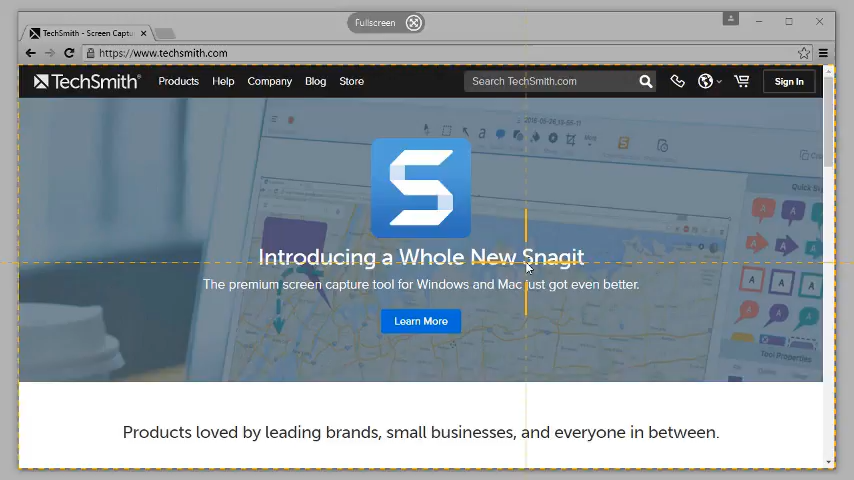 Fullscreen
TechSmith - Screen Captu
https://www.techsmith.com
TechSmith® Products Help Company Blog Store Search TechSmith.com Sign In
Introducing a Whole New Snagit
The premium screen capture tool for Windows and Mac just got even better.
Learn More
Products loved by leading brands, small businesses, and everyone in between.